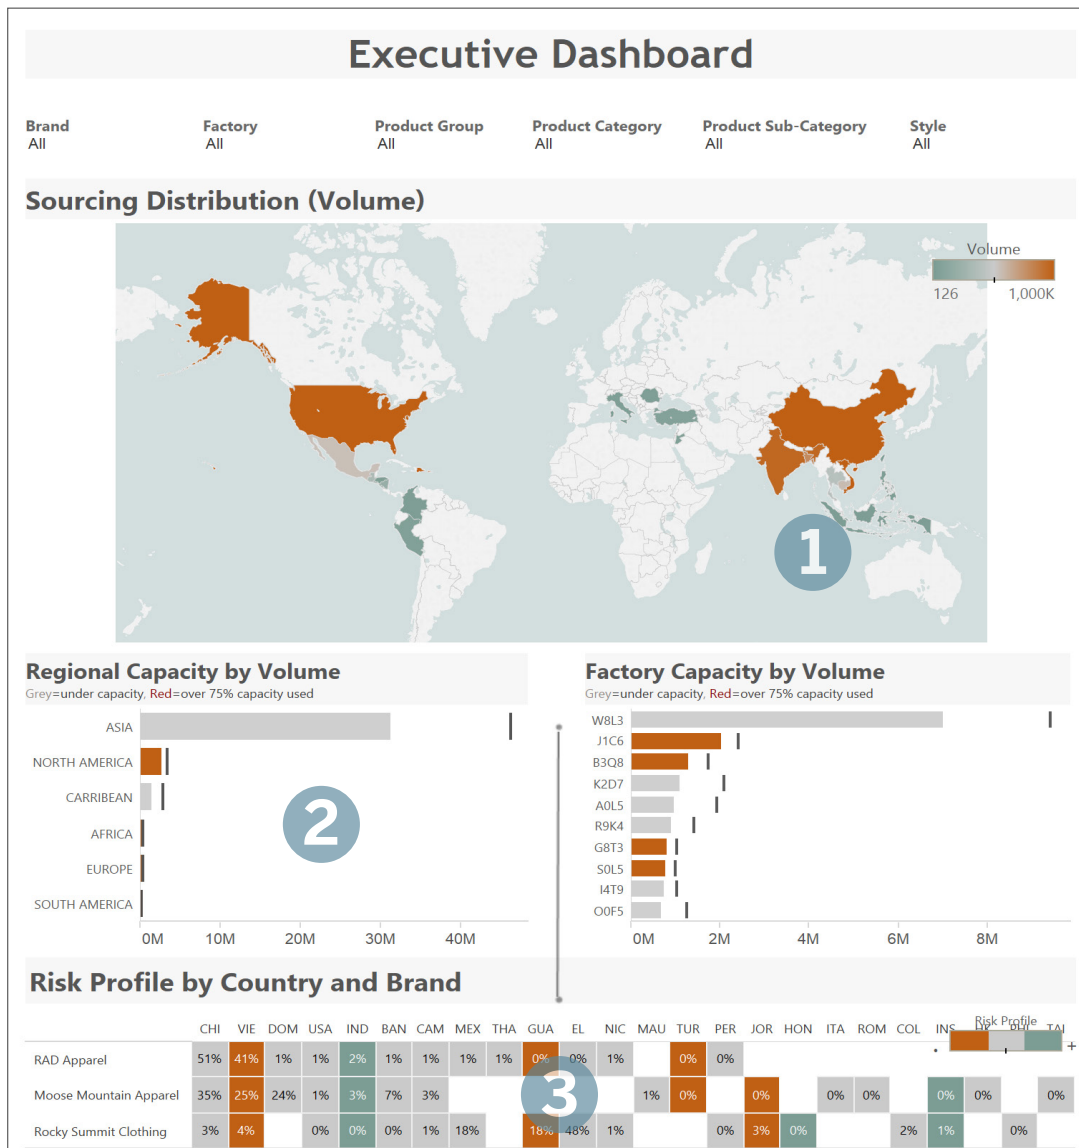 Executive Dashboard
Brand Factory Product Group Product Category Product Sub-Category Style
All All All All All All
Sourcing Distribution (Volume)
Volume
126 1,000K
1
Regional Capacity by Volume
Grey=under capacity, Red=over 75% capacity used
ASIA
NORTH AMERICA
CARRIBEAN
AFRICA
EUROPE
SOUTH AMERICA
0M 10M 20M 30M 40M
2
Factory Capacity by Volume
Grey=under capacity, Red=over 75% capacity used
W8L3
J1C6
B3Q8
K2D7
A0L5
R9K4
G8T3
S0L5
I4T9
O0F5
0M 2M 4M 6M 8M
Risk Profile by Country and Brand
Risk Profile
+
CHI VIE DOM USA IND BAN CAM MEX THA GUA EL NIC MAU TUR PER JOR HON ITA ROM COL INS PHI TAI
RAD Apparel 51% 41% 1% 1% 2% 1% 1% 1% 1% 0% 0% 1% 0% 0%
Moose Mountain Apparel 35% 25% 24% 1% 3% 7% 3% 1% 0% 0% 0% 0% 0% 0% 0%
3
Rocky Summit Clothing 3% 4% 0% 0% 0% 1% 18% 18% 48% 1% 0% 3% 0% 2% 1% 0%